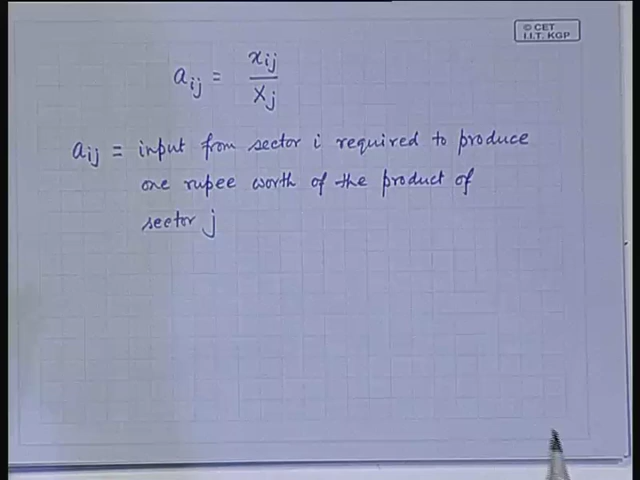 © CET
I.I.T. KGP
aij = xij / Xj
aij = input from sector i required to produce
one rupee worth of the product of
sector j